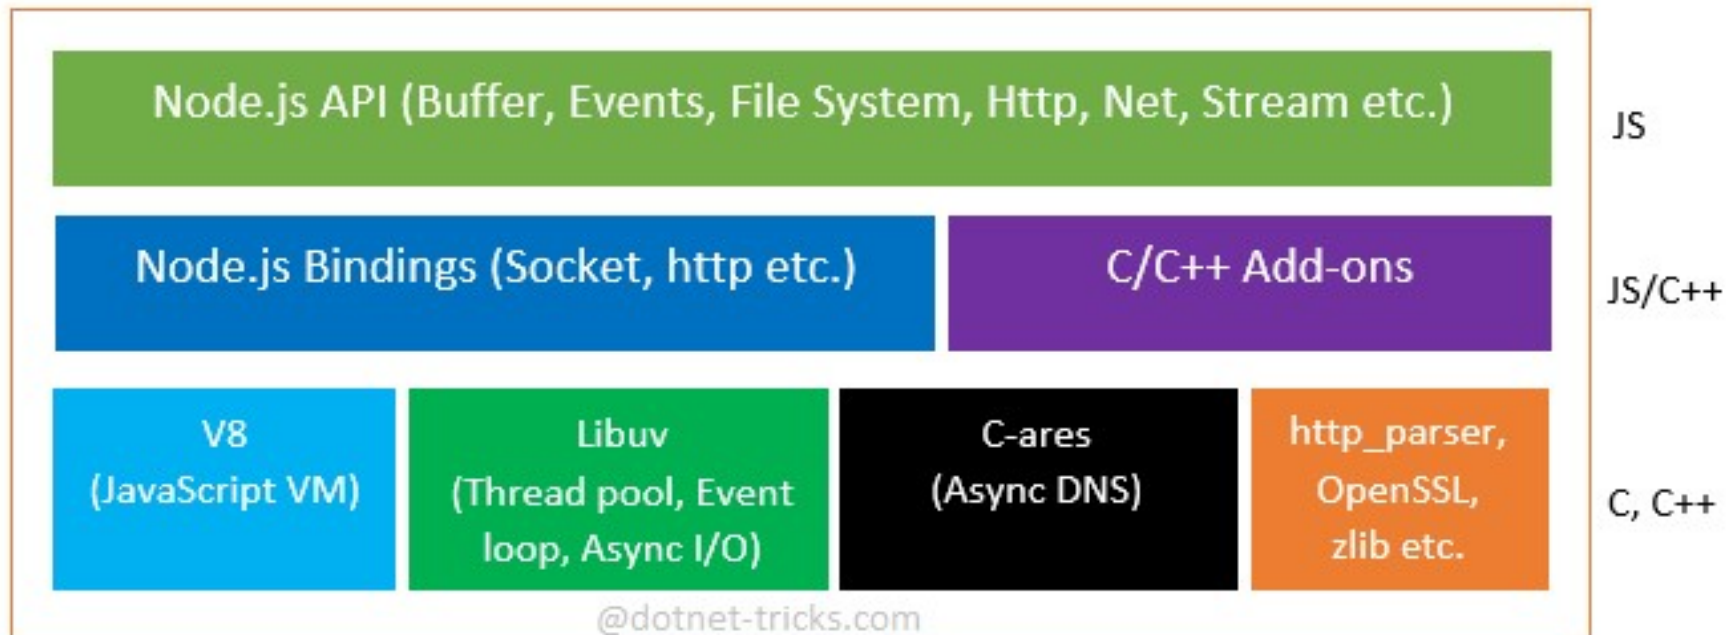 Node.js API (Buffer, Events, File System, Http, Net, Stream etc.)
JS
Node.js Bindings (Socket, http etc.)
C/C++ Add-ons
JS/C++
V8
(JavaScript VM)
Libuv
(Thread pool, Event
loop, Async I/O)
C-ares
(Async DNS)
http_parser,
OpenSSL,
zlib etc.
C, C++
@dotnet-tricks.com